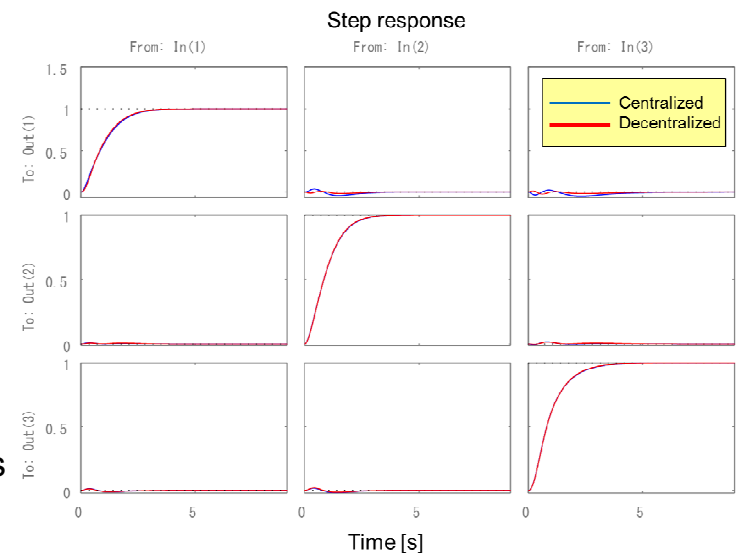 Step response
From: In(1)
From: In(2)
From: In(3)
1.5
1
0.5
0
To: Out(1)
Centralized
Decentralized
1
0.5
0
To: Out(2)
1
0.5
0
To: Out(3)
s
0
5
0
5
0
5
Time [s]